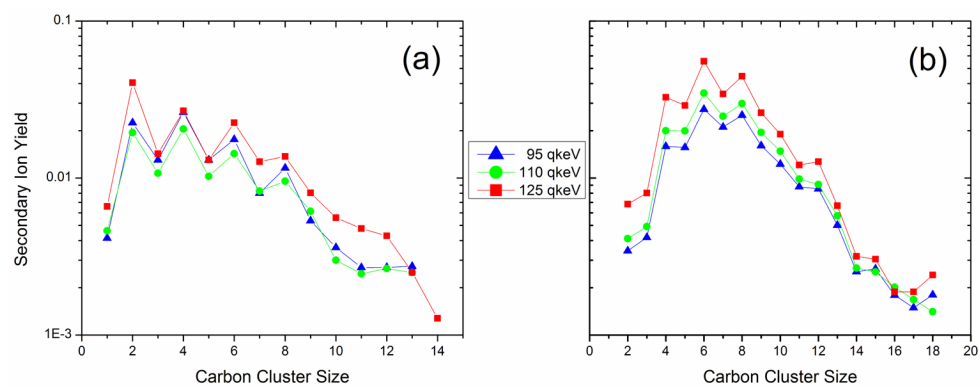 0.1
0.01
1E-3
Secondary Ion Yield
(a)
0 2 4 6 8 10 12 14
Carbon Cluster Size
95 qkeV
110 qkeV
125 qkeV
(b)
0 2 4 6 8 10 12 14 16 18 20
Carbon Cluster Size